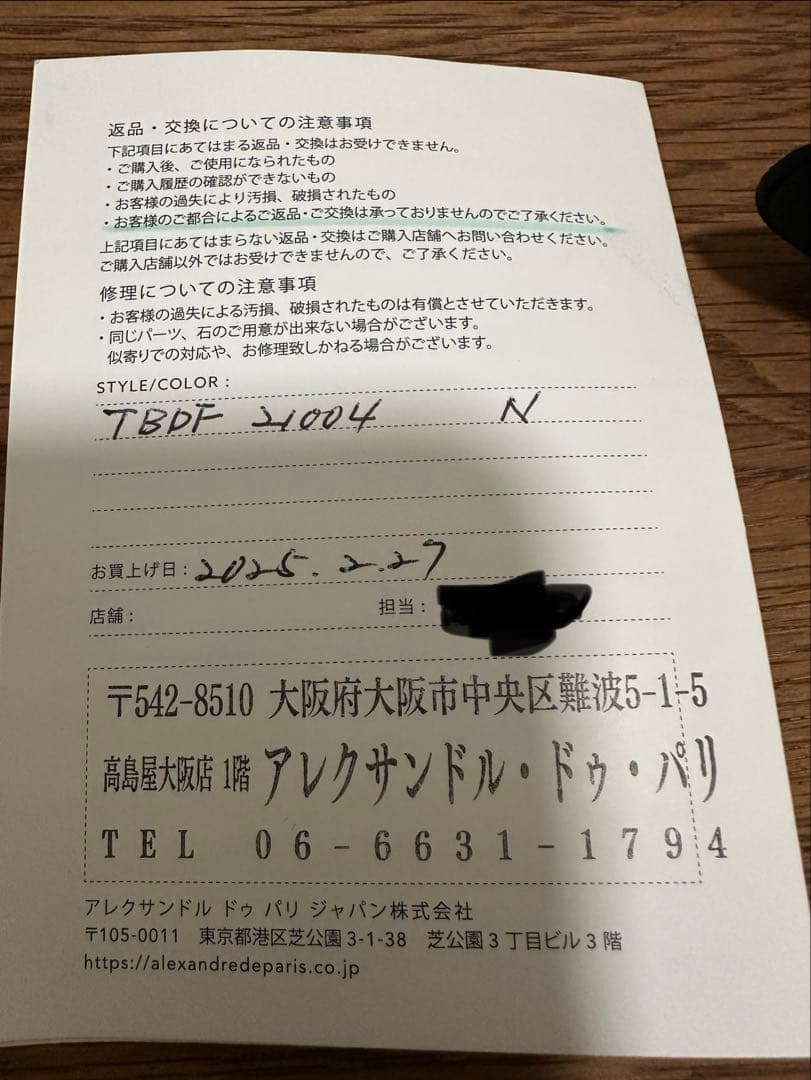 返品・交換についての注意事項
下記項目にあてはまる返品・交換はお受けできません。
・ご購入後、ご使用になられたもの
・ご購入履歴の確認ができないもの
・お客様の過失により汚損、破損されたもの
・お客様のご都合によるご返品・ご交換は承っておりませんのでご了承ください。
上記項目にあてはまらない返品・交換はご購入店舗へお問い合わせください。
ご購入店舗以外ではお受けできませんので、ご了承ください。
修理についての注意事項
・お客様の過失による汚損、破損されたものは有償とさせていただきます。
・同じパーツ、石のご用意が出来ない場合がございます。
似寄りでの対応や、お修理致しかねる場合がございます。
STYLE/COLOR：
TBDF 21004 N
お買上げ日：2025.2.27
店舗： 担当：
〒542-8510 大阪府大阪市中央区難波5-1-5
高島屋大阪店 1階 アレクサンドル・ドゥ・パリ
TEL 06-6631-1794
アレクサンドル ドゥ パリ ジャパン株式会社
〒105-0011 東京都港区芝公園3-1-38 芝公園3丁目ビル3階
https://alexandredeparis.co.jp